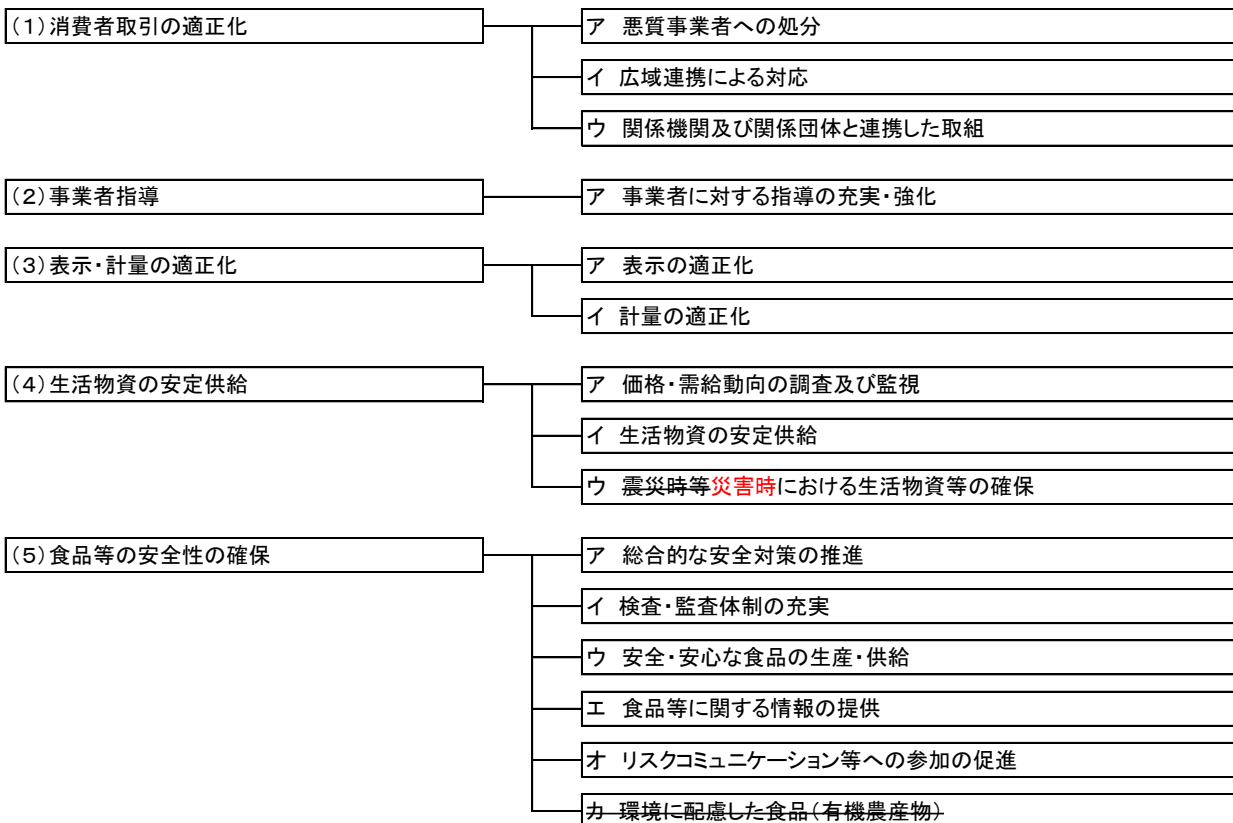 (1)消費者取引の適正化
ア 悪質事業者への処分
イ 広域連携による対応
ウ 関係機関及び関係団体と連携した取組
(2)事業者指導
ア 事業者に対する指導の充実・強化
(3)表示・計量の適正化
ア 表示の適正化
イ 計量の適正化
(4)生活物資の安定供給
ア 価格・需給動向の調査及び監視
イ 生活物資の安定供給
ウ 震災時等災害時における生活物資等の確保
(5)食品等の安全性の確保
ア 総合的な安全対策の推進
イ 検査・監査体制の充実
ウ 安全・安心な食品の生産・供給
エ 食品等に関する情報の提供
オ リスクコミュニケーション等への参加の促進
カ 環境に配慮した食品(有機農産物)